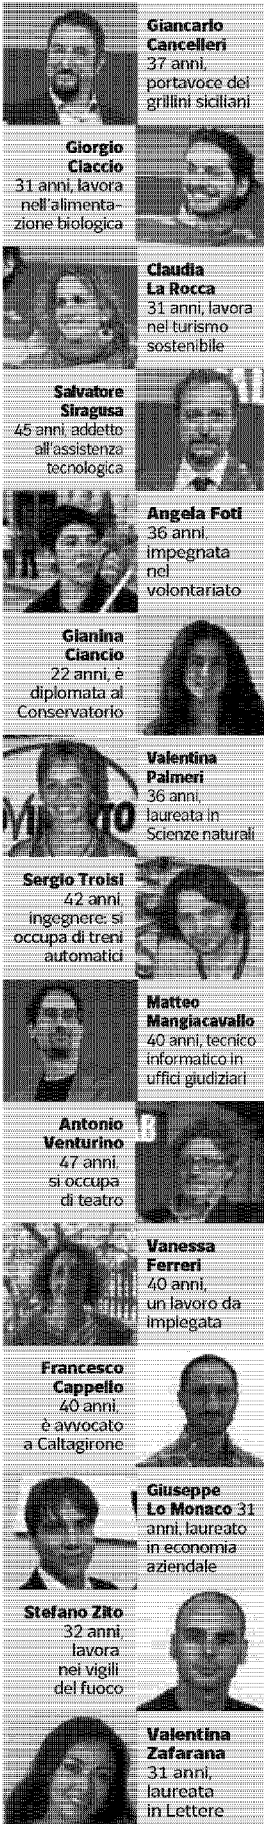 Giancarlo
Cancelleri
37 anni,
portavoce dei
grillini siciliani
Giorgio
Ciaccio
31 anni, lavora
nell'alimenta-
zione biologica
Claudia
La Rocca
31 anni, lavora
nel turismo
sostenibile
Salvatore
Siragusa
45 anni, addetto
all'assistenza
tecnologica
Angela Foti
36 anni,
impegnata
nel
volontariato
Gianina
Ciancio
22 anni, è
diplomata al
Conservatorio
Valentina
Palmeri
36 anni,
laureata in
Scienze naturali
Sergio Troisi
42 anni,
ingegnere: si
occupa di treni
automatici
Matteo
Mangiacavallo
40 anni, tecnico
informatico in
uffici giudiziari
Antonio
Venturino
47 anni,
si occupa
di teatro
Vanessa
Ferreri
40 anni,
un lavoro da
impiegata
Francesco
Cappello
40 anni,
è avvocato
a Caltagirone
Giuseppe
Lo Monaco 31
anni, laureato
in economia
aziendale
Stefano Zito
32 anni,
lavora
nei vigili
del fuoco
Valentina
Zafarana
31 anni,
laureata
in Lettere